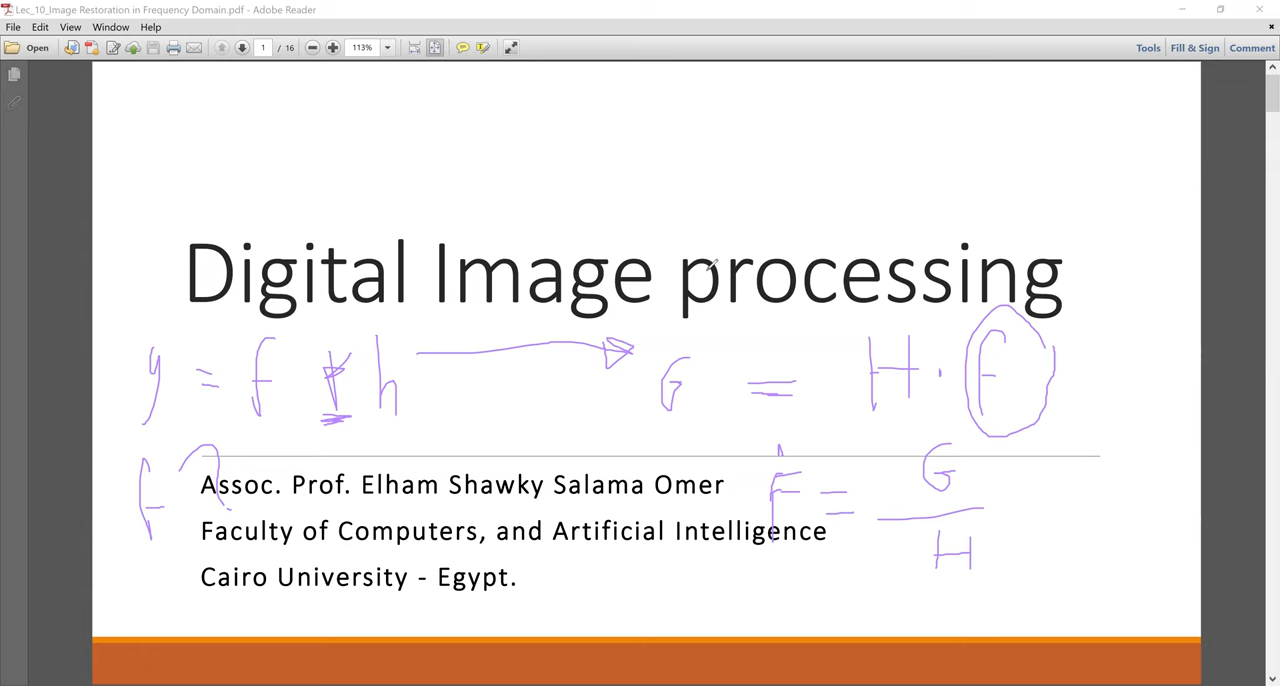 Lec_10_Image Restoration in Frequency Domain.pdf - Adobe Reader
File Edit View Window Help
Open 1 / 16 113% Tools Fill & Sign Comment
Digital Image processing
g = f * h → G = H · F
f ?
F̂ = G / H
Assoc. Prof. Elham Shawky Salama Omer
Faculty of Computers, and Artificial Intelligence
Cairo University - Egypt.